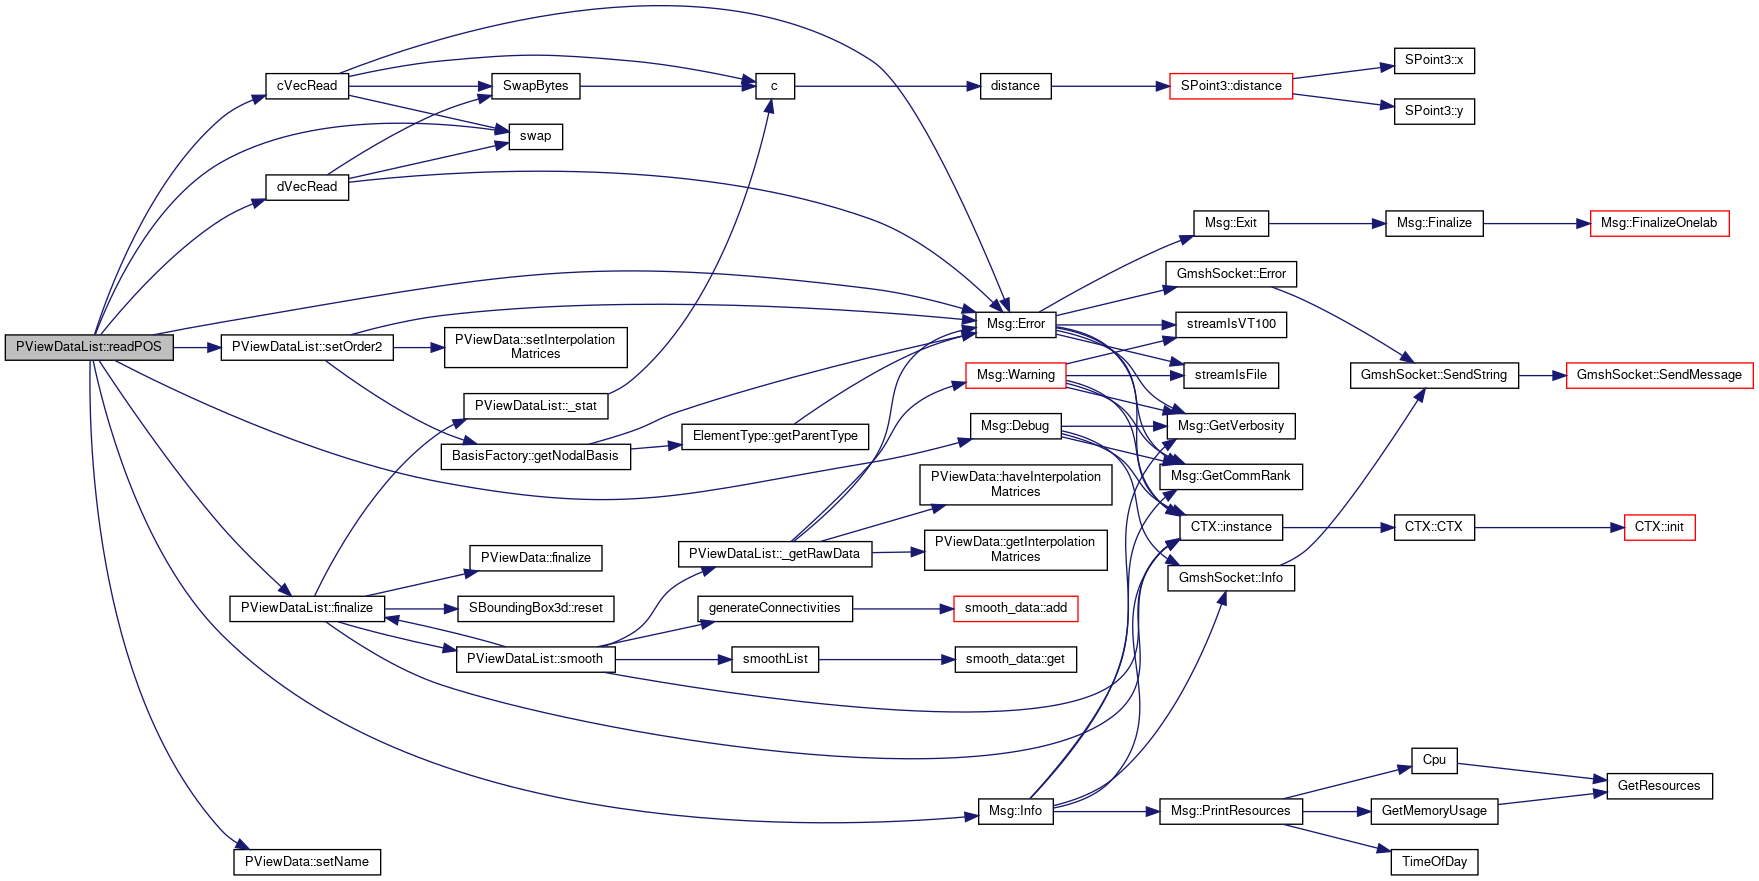 PViewDataList::readPOS
cVecRead
dVecRead
PViewDataList::setOrder2
PViewDataList::finalize
PViewData::setName
SwapBytes
swap
PViewDataList::setInterpolation
Matrices
PViewDataList::_stat
BasisFactory::getNodalBasis
PViewData::finalize
SBoundingBox3d::reset
PViewDataList::smooth
c
ElementType::getParentType
PViewDataList::_getRawData
generateConnectivities
smoothList
distance
Msg::Error
Msg::Warning
Msg::Debug
PViewData::haveInterpolation
Matrices
PViewData::getInterpolation
Matrices
smooth_data::add
smooth_data::get
Msg::Info
SPoint3::distance
Msg::Exit
GmshSocket::Error
streamIsVT100
streamIsFile
Msg::GetVerbosity
Msg::GetCommRank
CTX::instance
GmshSocket::Info
Msg::PrintResources
SPoint3::x
SPoint3::y
Msg::Finalize
GmshSocket::SendString
CTX::CTX
Cpu
GetMemoryUsage
TimeOfDay
Msg::FinalizeOnelab
GmshSocket::SendMessage
CTX::init
GetResources